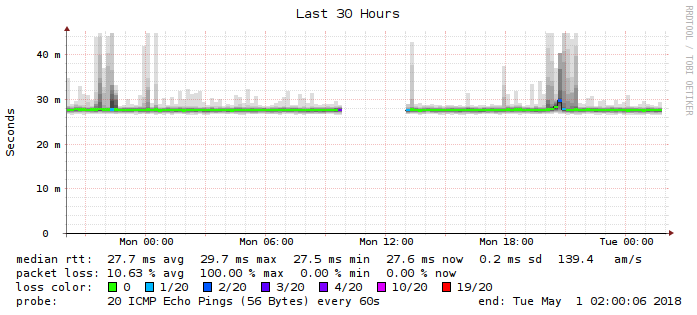 Last 30 Hours
RRDTOOL / TOBI OETIKER
Seconds
40 m
30 m
20 m
10 m
0
Mon 00:00 Mon 06:00 Mon 12:00 Mon 18:00 Tue 00:00
median rtt: 27.7 ms avg 29.7 ms max 27.5 ms min 27.6 ms now 0.2 ms sd 139.4 am/s
packet loss: 10.63 % avg 100.00 % max 0.00 % min 0.00 % now
loss color: 0 1/20 2/20 3/20 4/20 10/20 19/20
probe: 20 ICMP Echo Pings (56 Bytes) every 60s end: Tue May 1 02:00:06 2018